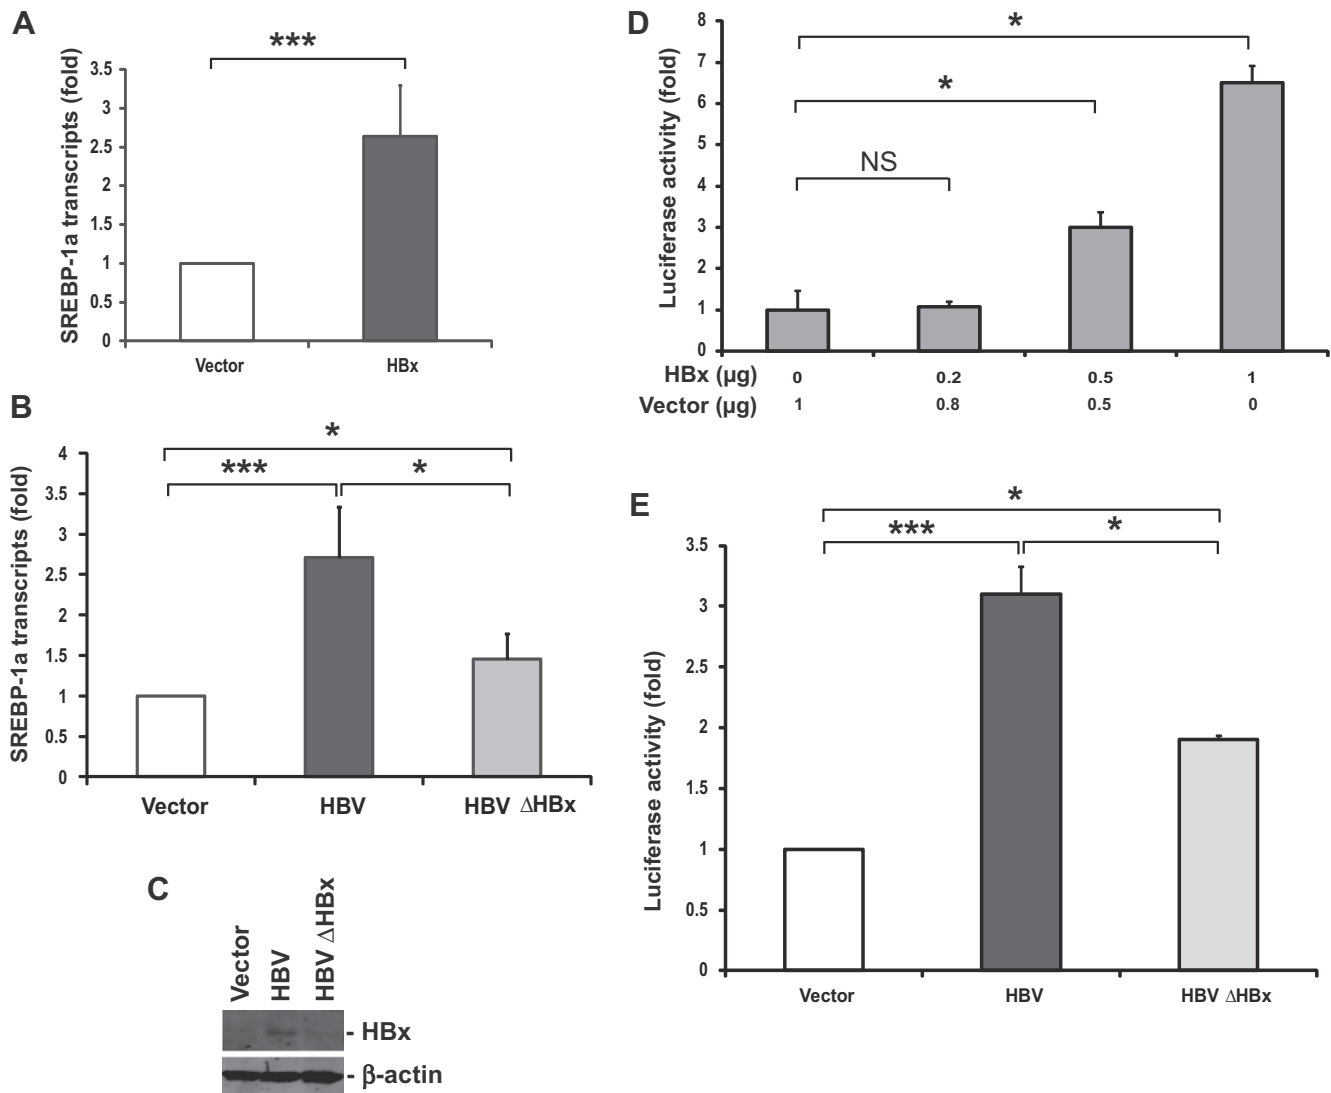 A
***
SREBP-1a transcripts (fold)
3.5
3
2.5
2
1.5
1
0.5
0
Vector HBx
B
*
*** *
SREBP-1a transcripts (fold)
4
3.5
3
2.5
2
1.5
1
0.5
0
Vector HBV HBV ΔHBx
C
Vector
HBV
HBV ΔHBx
- HBx
- β-actin
D
*
*
NS
Luciferase activity (fold)
8
7
6
5
4
3
2
1
0
HBx (µg) 0 0.2 0.5 1
Vector (µg) 1 0.8 0.5 0
E
*
*** *
Luciferase activity (fold)
3.5
3
2.5
2
1.5
1
0.5
0
Vector HBV HBV ΔHBx